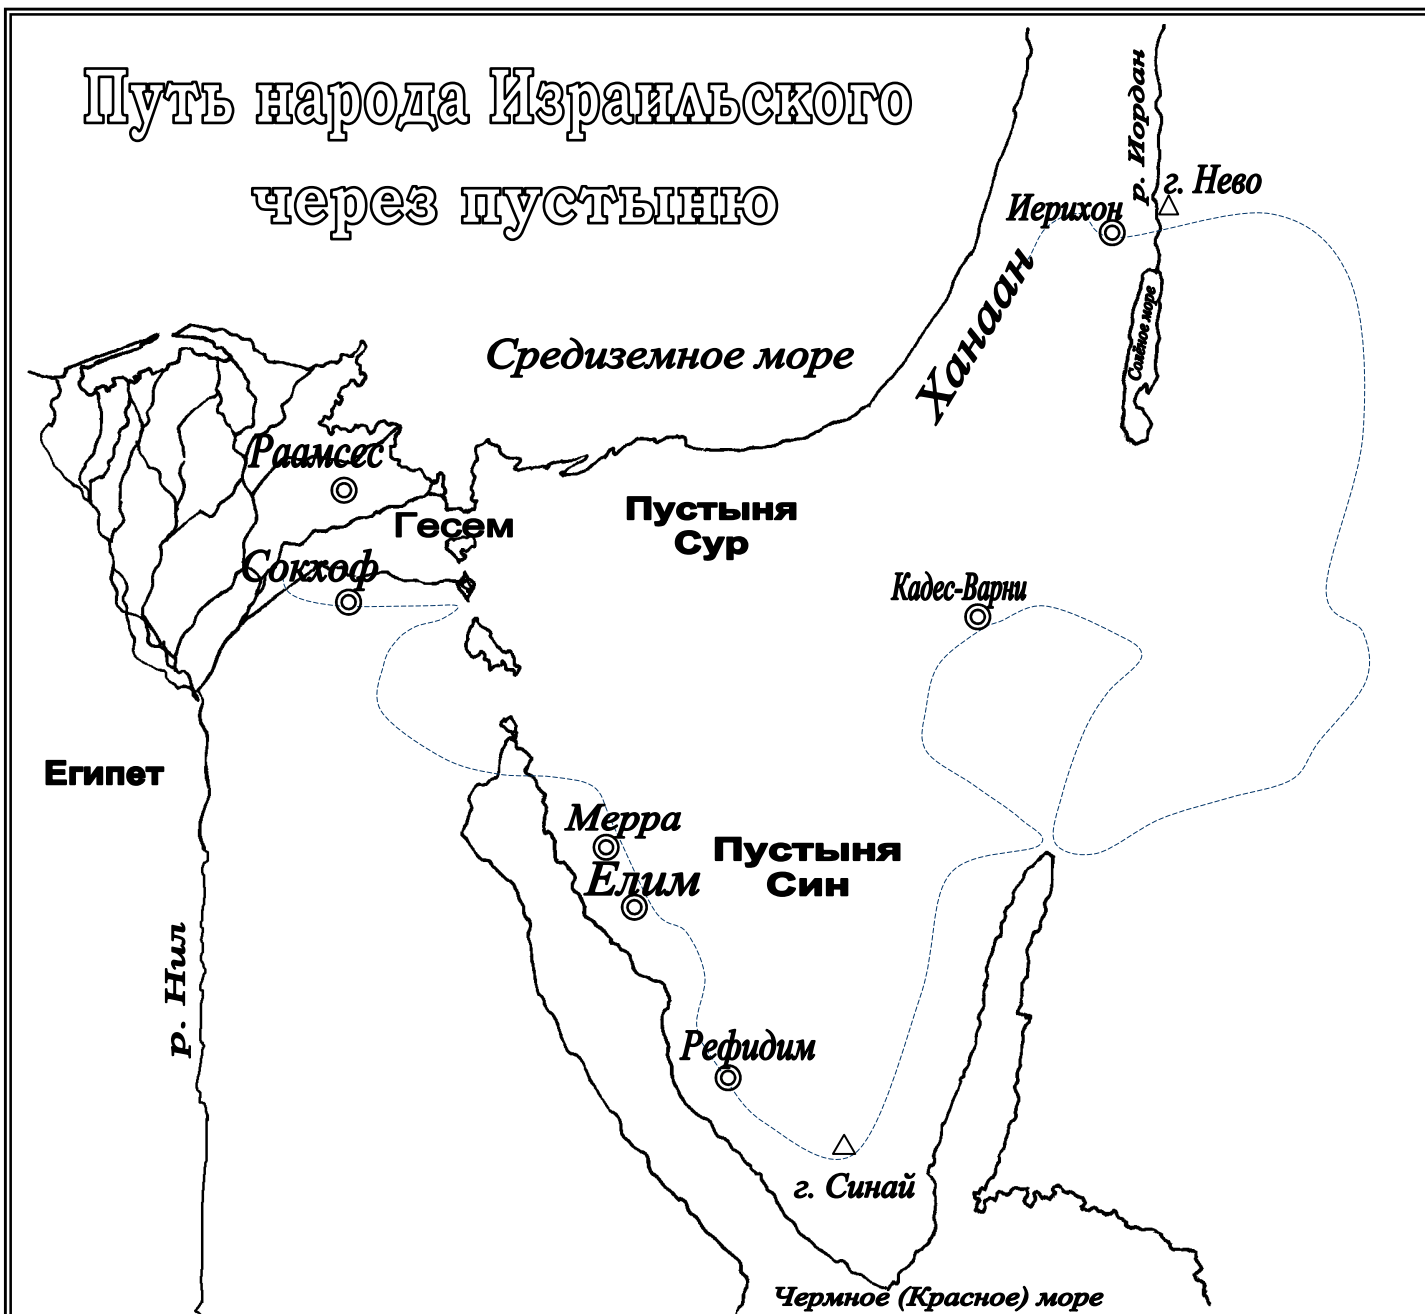 Путь народа Израильского
через пустыню
р. Иордан
г. Нево
Иерихон
Ханаан
Солёное море
Средиземное море
Раамсес
Гесем
Пустыня
Сур
Сокхоф
Кадес-Варни
Египет
Мерра
Пустыня
Син
Елим
р. Нил
Рефидим
г. Синай
Чермное (Красное) море